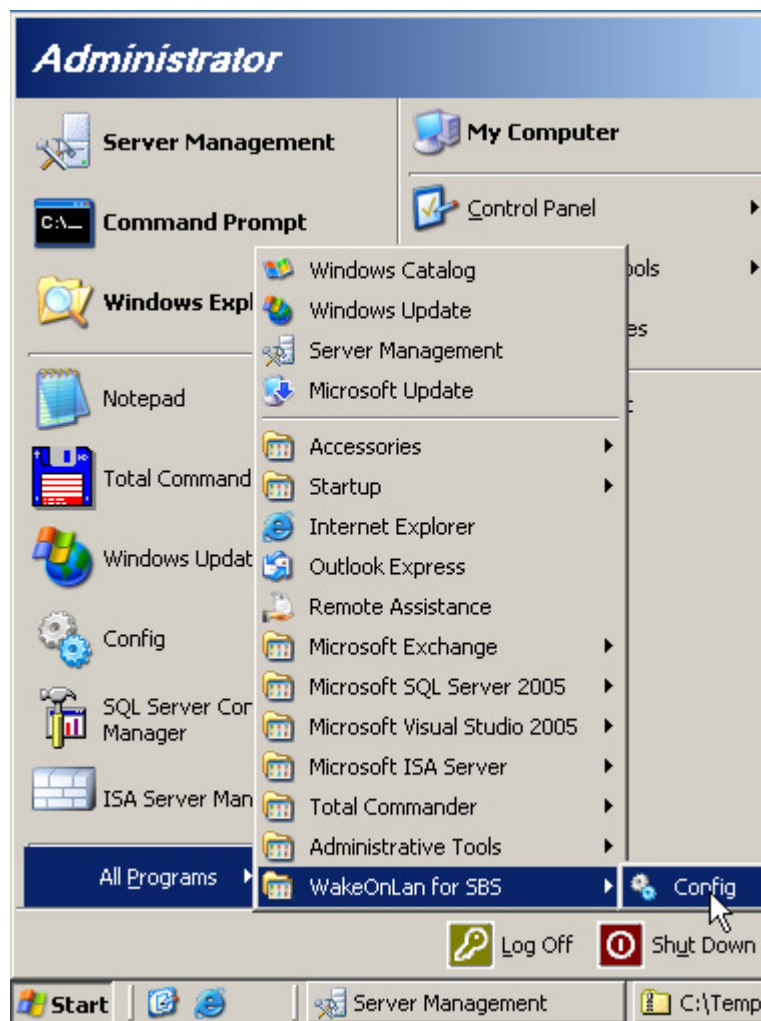 Administrator
Server Management
Command Prompt
Windows Expl
Notepad
Total Command
Windows Updat
Config
SQL Server Con
Manager
ISA Server Man
All Programs
My Computer
Control Panel
ools
es
Windows Catalog
Windows Update
Server Management
Microsoft Update
Accessories
Startup
Internet Explorer
Outlook Express
Remote Assistance
Microsoft Exchange
Microsoft SQL Server 2005
Microsoft Visual Studio 2005
Microsoft ISA Server
Total Commander
Administrative Tools
WakeOnLan for SBS
Config
Log Off
Shut Down
Start
Server Management
C:\Temp